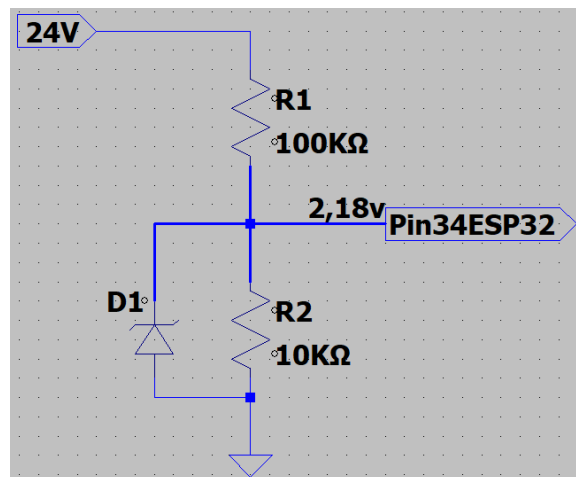 24V
R1
100KΩ
2,18v
Pin34ESP32
D1
R2
10KΩ